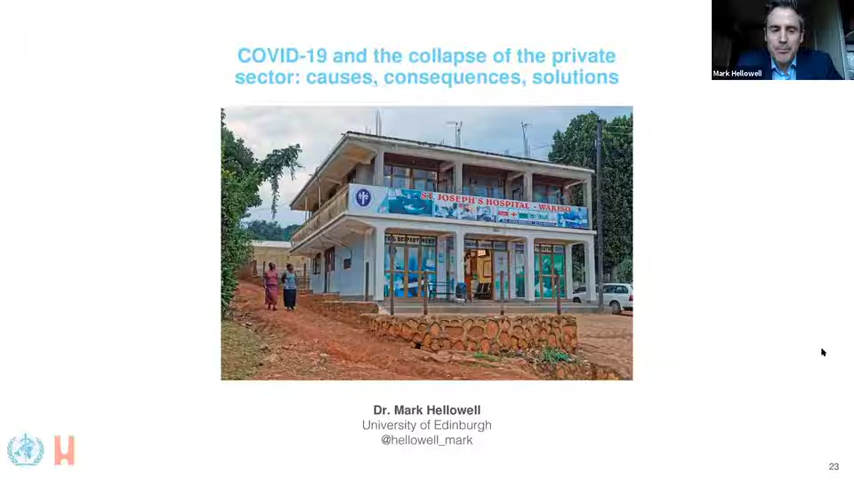 COVID-19 and the collapse of the private
sector: causes, consequences, solutions
Mark Hellowell
ST. JOSEPH'S HOSPITAL - WAKISO
Dr. Mark Hellowell
University of Edinburgh
@hellowell_mark
23